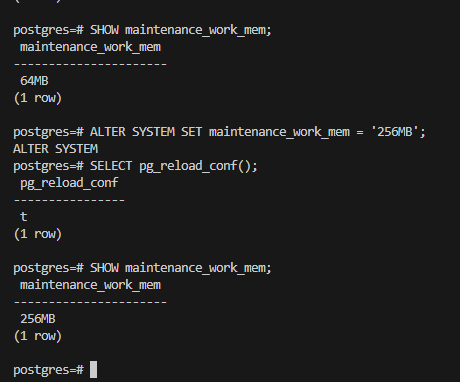 postgres=# SHOW maintenance_work_mem;
maintenance_work_mem
----------------------
64MB
(1 row)
postgres=# ALTER SYSTEM SET maintenance_work_mem = '256MB';
ALTER SYSTEM
postgres=# SELECT pg_reload_conf();
pg_reload_conf
----------------
t
(1 row)
postgres=# SHOW maintenance_work_mem;
maintenance_work_mem
----------------------
256MB
(1 row)
postgres=#